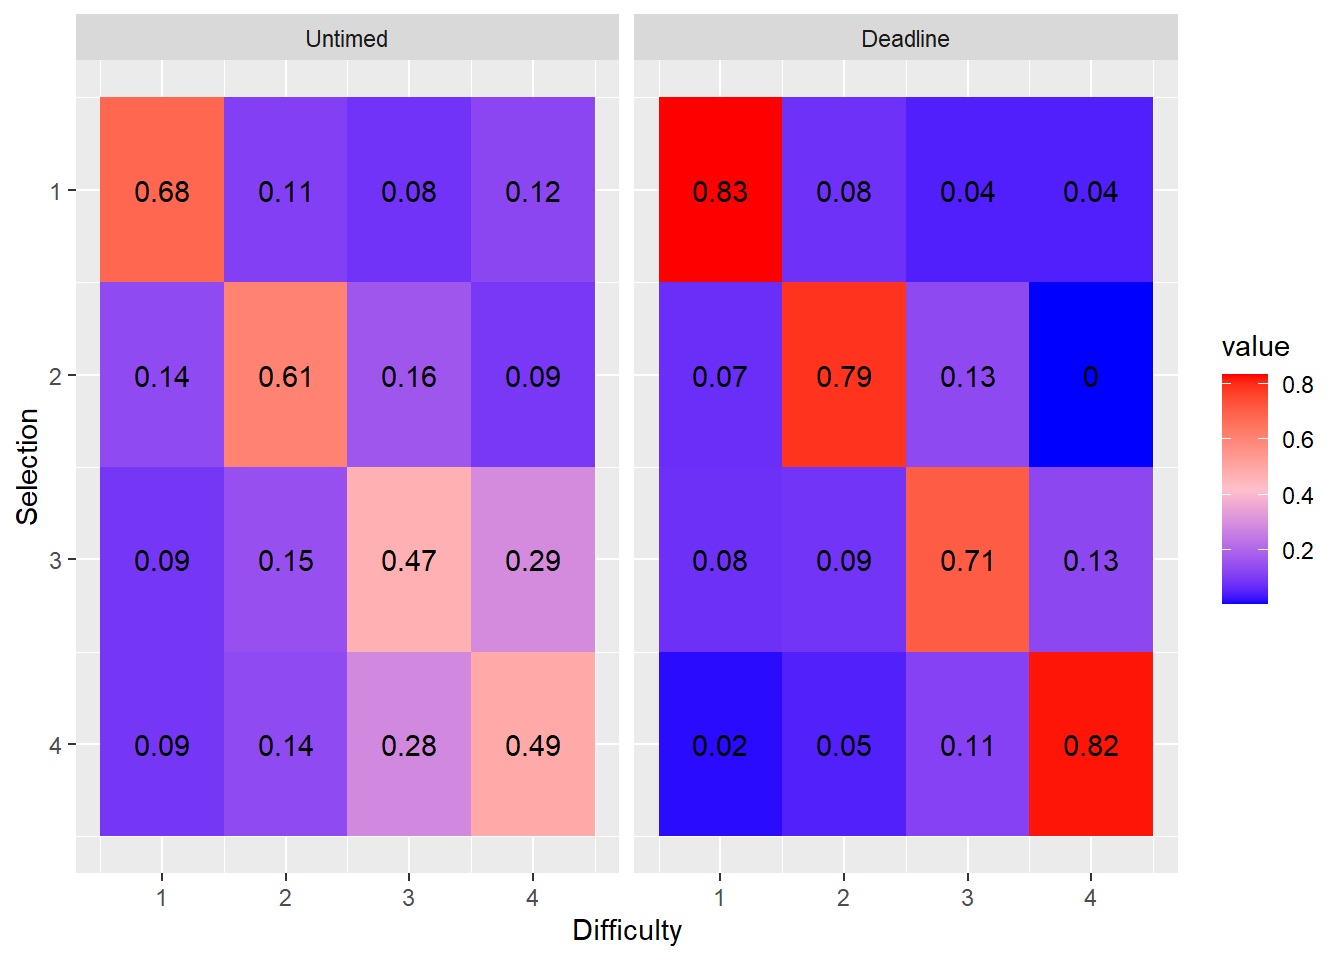 Untimed Deadline
1 0.68 0.11 0.08 0.12 0.83 0.08 0.04 0.04
2 0.14 0.61 0.16 0.09 0.07 0.79 0.13 0
3 0.09 0.15 0.47 0.29 0.08 0.09 0.71 0.13
4 0.09 0.14 0.28 0.49 0.02 0.05 0.11 0.82
1 2 3 4 1 2 3 4
Difficulty
Selection
value
0.8
0.6
0.4
0.2